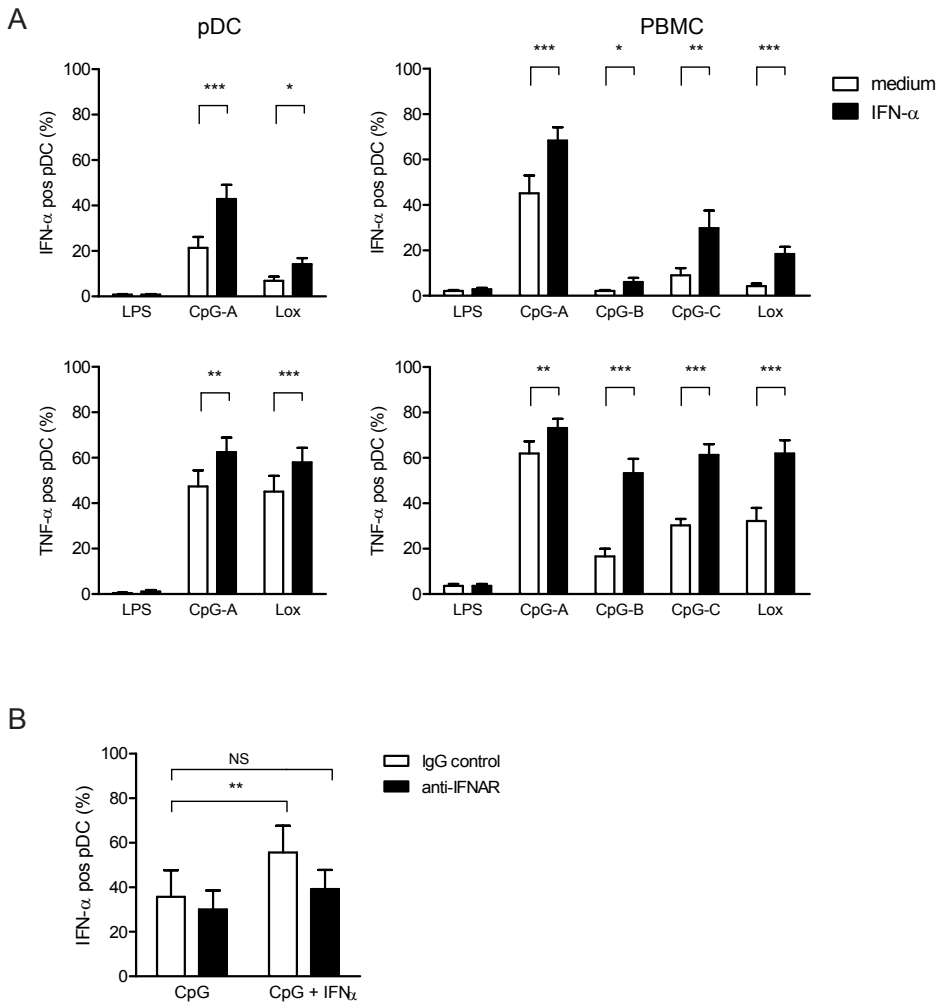 A
pDC
PBMC
IFN-α pos pDC (%)
100
80
60
40
20
0
***
*
LPS
CpG-A
Lox
IFN-α pos pDC (%)
100
80
60
40
20
0
***
*
**
***
LPS
CpG-A
CpG-B
CpG-C
Lox
medium
IFN-α
TNF-α pos pDC (%)
100
80
60
40
20
0
**
***
LPS
CpG-A
Lox
TNF-α pos pDC (%)
100
80
60
40
20
0
**
***
***
***
LPS
CpG-A
CpG-B
CpG-C
Lox
B
IFN-α pos pDC (%)
100
80
60
40
20
0
NS
**
CpG
CpG + IFNα
IgG control
anti-IFNAR